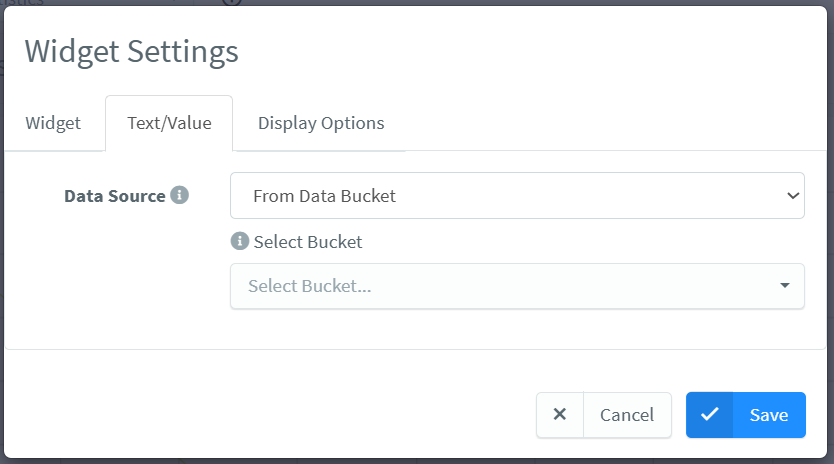 Widget Settings
Widget Text/Value Display Options
Data Source From Data Bucket
Select Bucket
Select Bucket...
Cancel Save